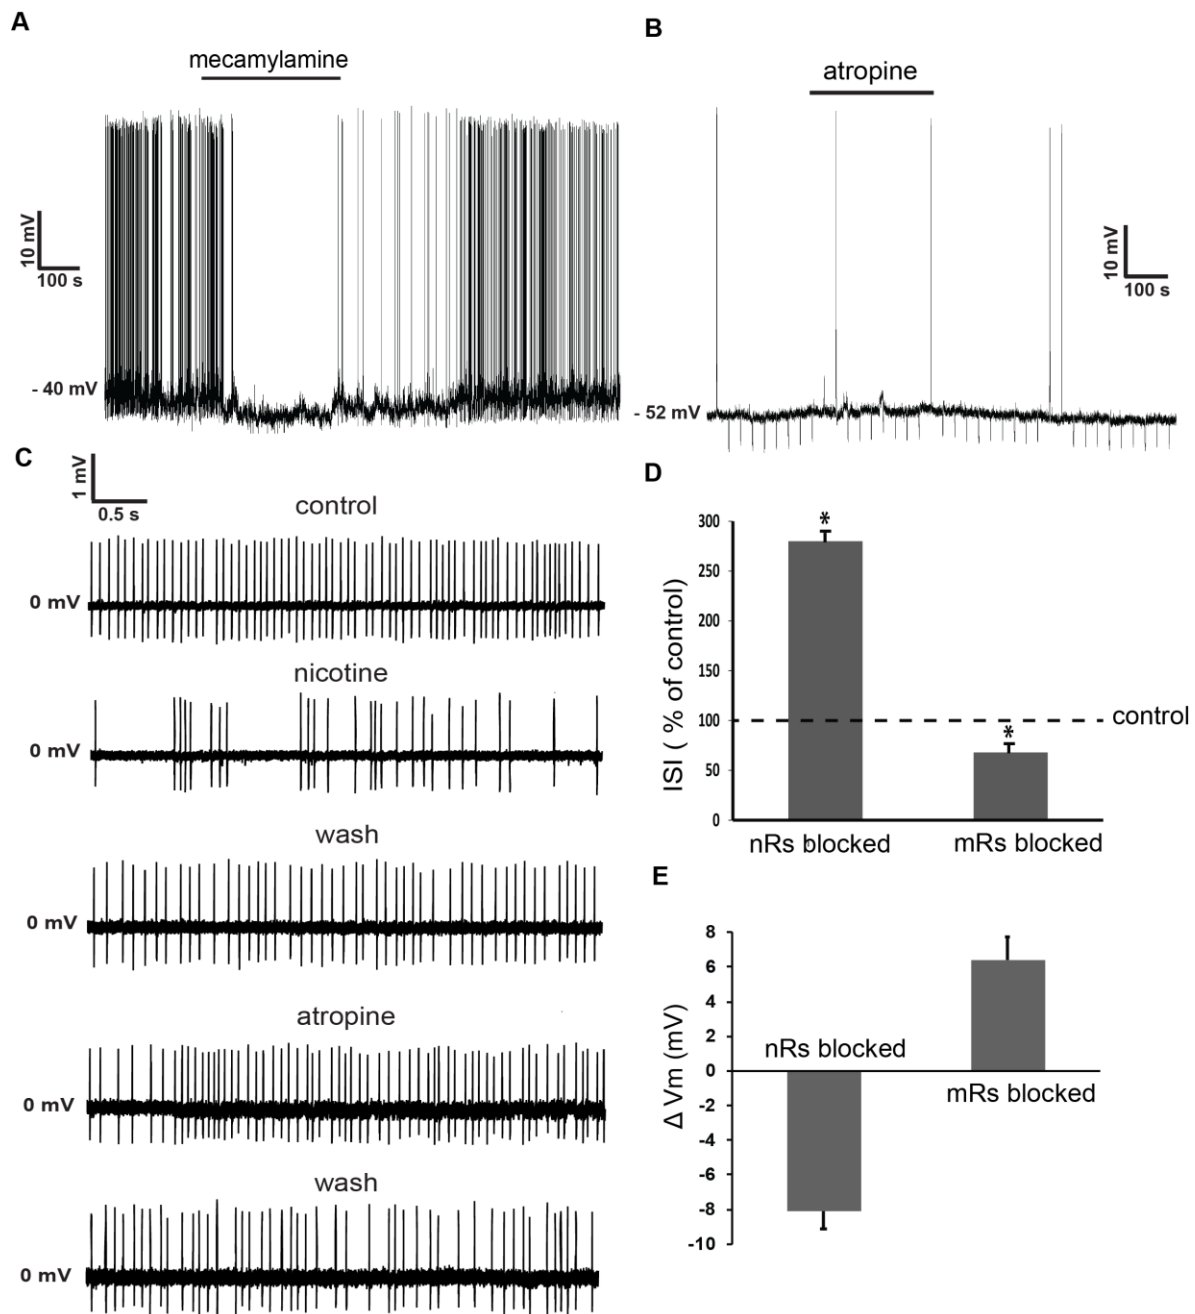 A
mecamylamine
10 mV
100 s
- 40 mV
B
atropine
10 mV
100 s
- 52 mV
C
1 mV
0.5 s
control
0 mV
nicotine
0 mV
wash
0 mV
atropine
0 mV
wash
0 mV
D
ISI ( % of control)
300
250
200
150
100
50
0
*
*
control
nRs blocked
mRs blocked
E
Δ Vm (mV)
8
6
4
2
0
-2
-4
-6
-8
-10
nRs blocked
mRs blocked